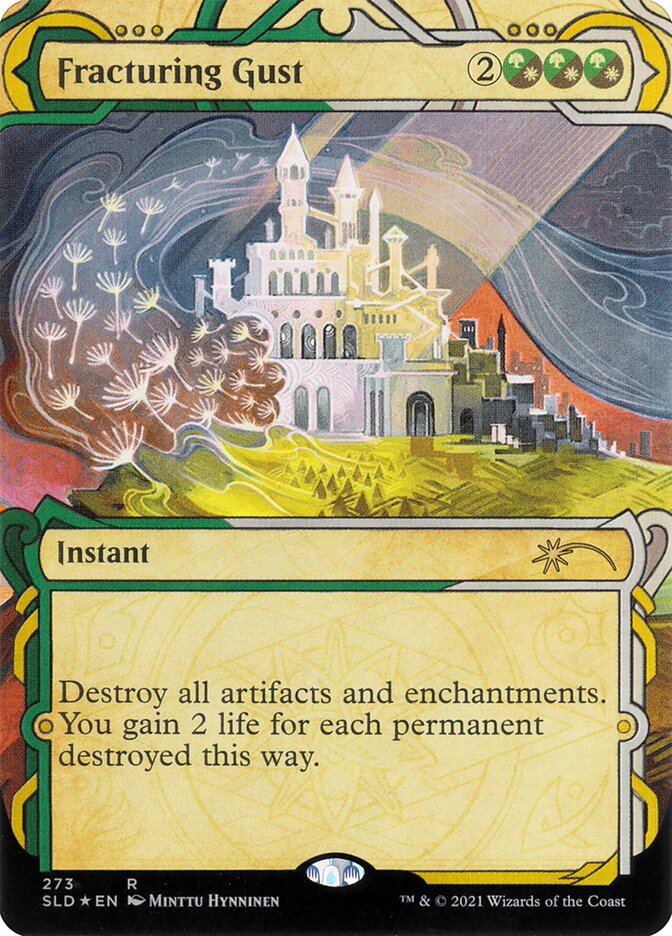 Fracturing Gust 2
Instant
Destroy all artifacts and enchantments.
You gain 2 life for each permanent
destroyed this way.
273 R
SLD★EN Minttu Hynninen
™ & © 2021 Wizards of the Coast